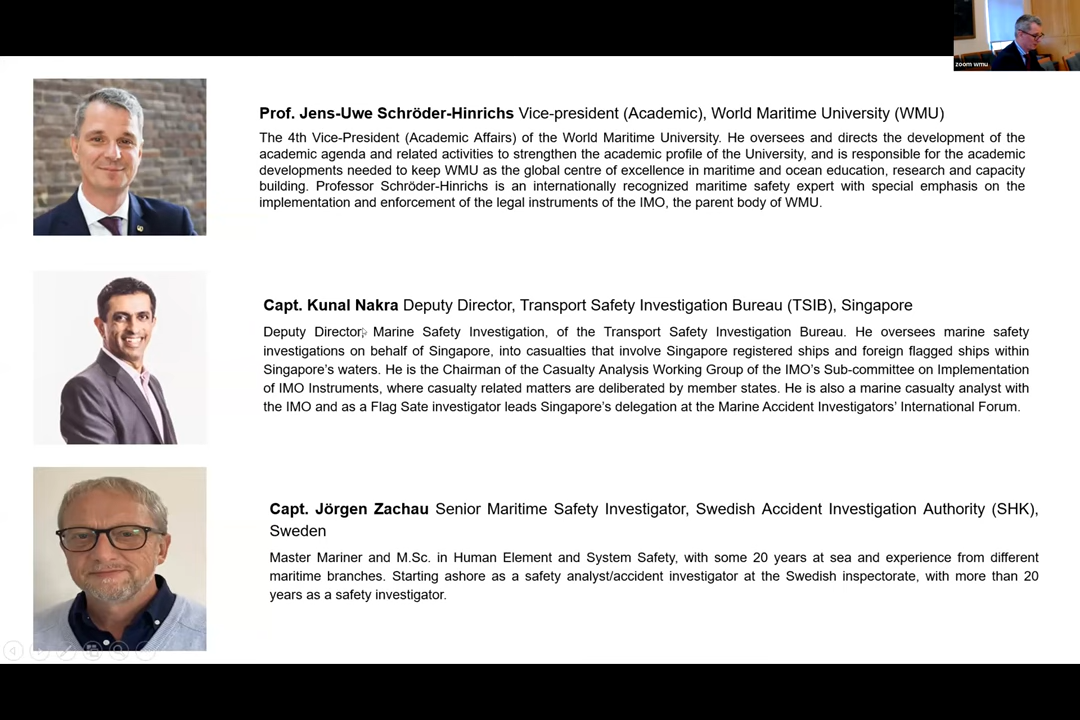 zoom wmu
Prof. Jens-Uwe Schröder-Hinrichs Vice-president (Academic), World Maritime University (WMU)
The 4th Vice-President (Academic Affairs) of the World Maritime University. He oversees and directs the development of the
academic agenda and related activities to strengthen the academic profile of the University, and is responsible for the academic
developments needed to keep WMU as the global centre of excellence in maritime and ocean education, research and capacity
building. Professor Schröder-Hinrichs is an internationally recognized maritime safety expert with special emphasis on the
implementation and enforcement of the legal instruments of the IMO, the parent body of WMU.
Capt. Kunal Nakra Deputy Director, Transport Safety Investigation Bureau (TSIB), Singapore
Deputy Director, Marine Safety Investigation, of the Transport Safety Investigation Bureau. He oversees marine safety
investigations on behalf of Singapore, into casualties that involve Singapore registered ships and foreign flagged ships within
Singapore's waters. He is the Chairman of the Casualty Analysis Working Group of the IMO's Sub-committee on Implementation
of IMO Instruments, where casualty related matters are deliberated by member states. He is also a marine casualty analyst with
the IMO and as a Flag Sate investigator leads Singapore's delegation at the Marine Accident Investigators' International Forum.
Capt. Jörgen Zachau Senior Maritime Safety Investigator, Swedish Accident Investigation Authority (SHK),
Sweden
Master Mariner and M.Sc. in Human Element and System Safety, with some 20 years at sea and experience from different
maritime branches. Starting ashore as a safety analyst/accident investigator at the Swedish inspectorate, with more than 20
years as a safety investigator.